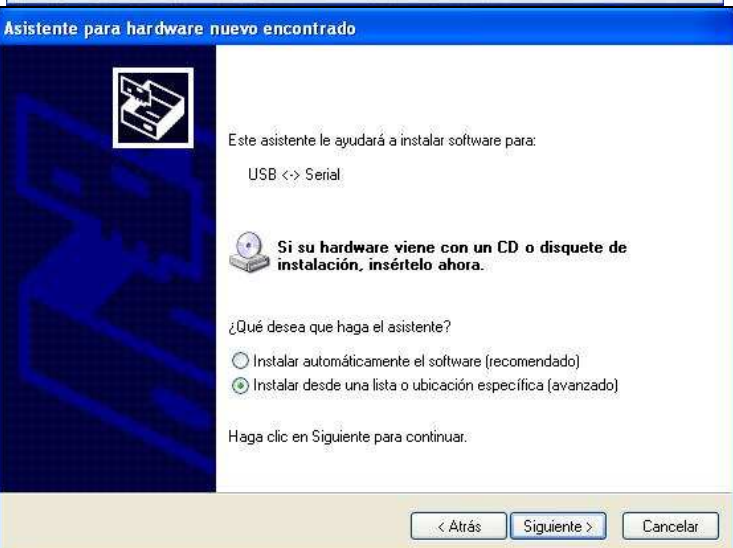 Asistente para hardware nuevo encontrado
Este asistente le ayudará a instalar software para:
USB <-> Serial
Si su hardware viene con un CD o disquete de
instalación, insértelo ahora.
¿Qué desea que haga el asistente?
Instalar automáticamente el software (recomendado)
Instalar desde una lista o ubicación específica (avanzado)
Haga clic en Siguiente para continuar.
< Atrás
Siguiente >
Cancelar